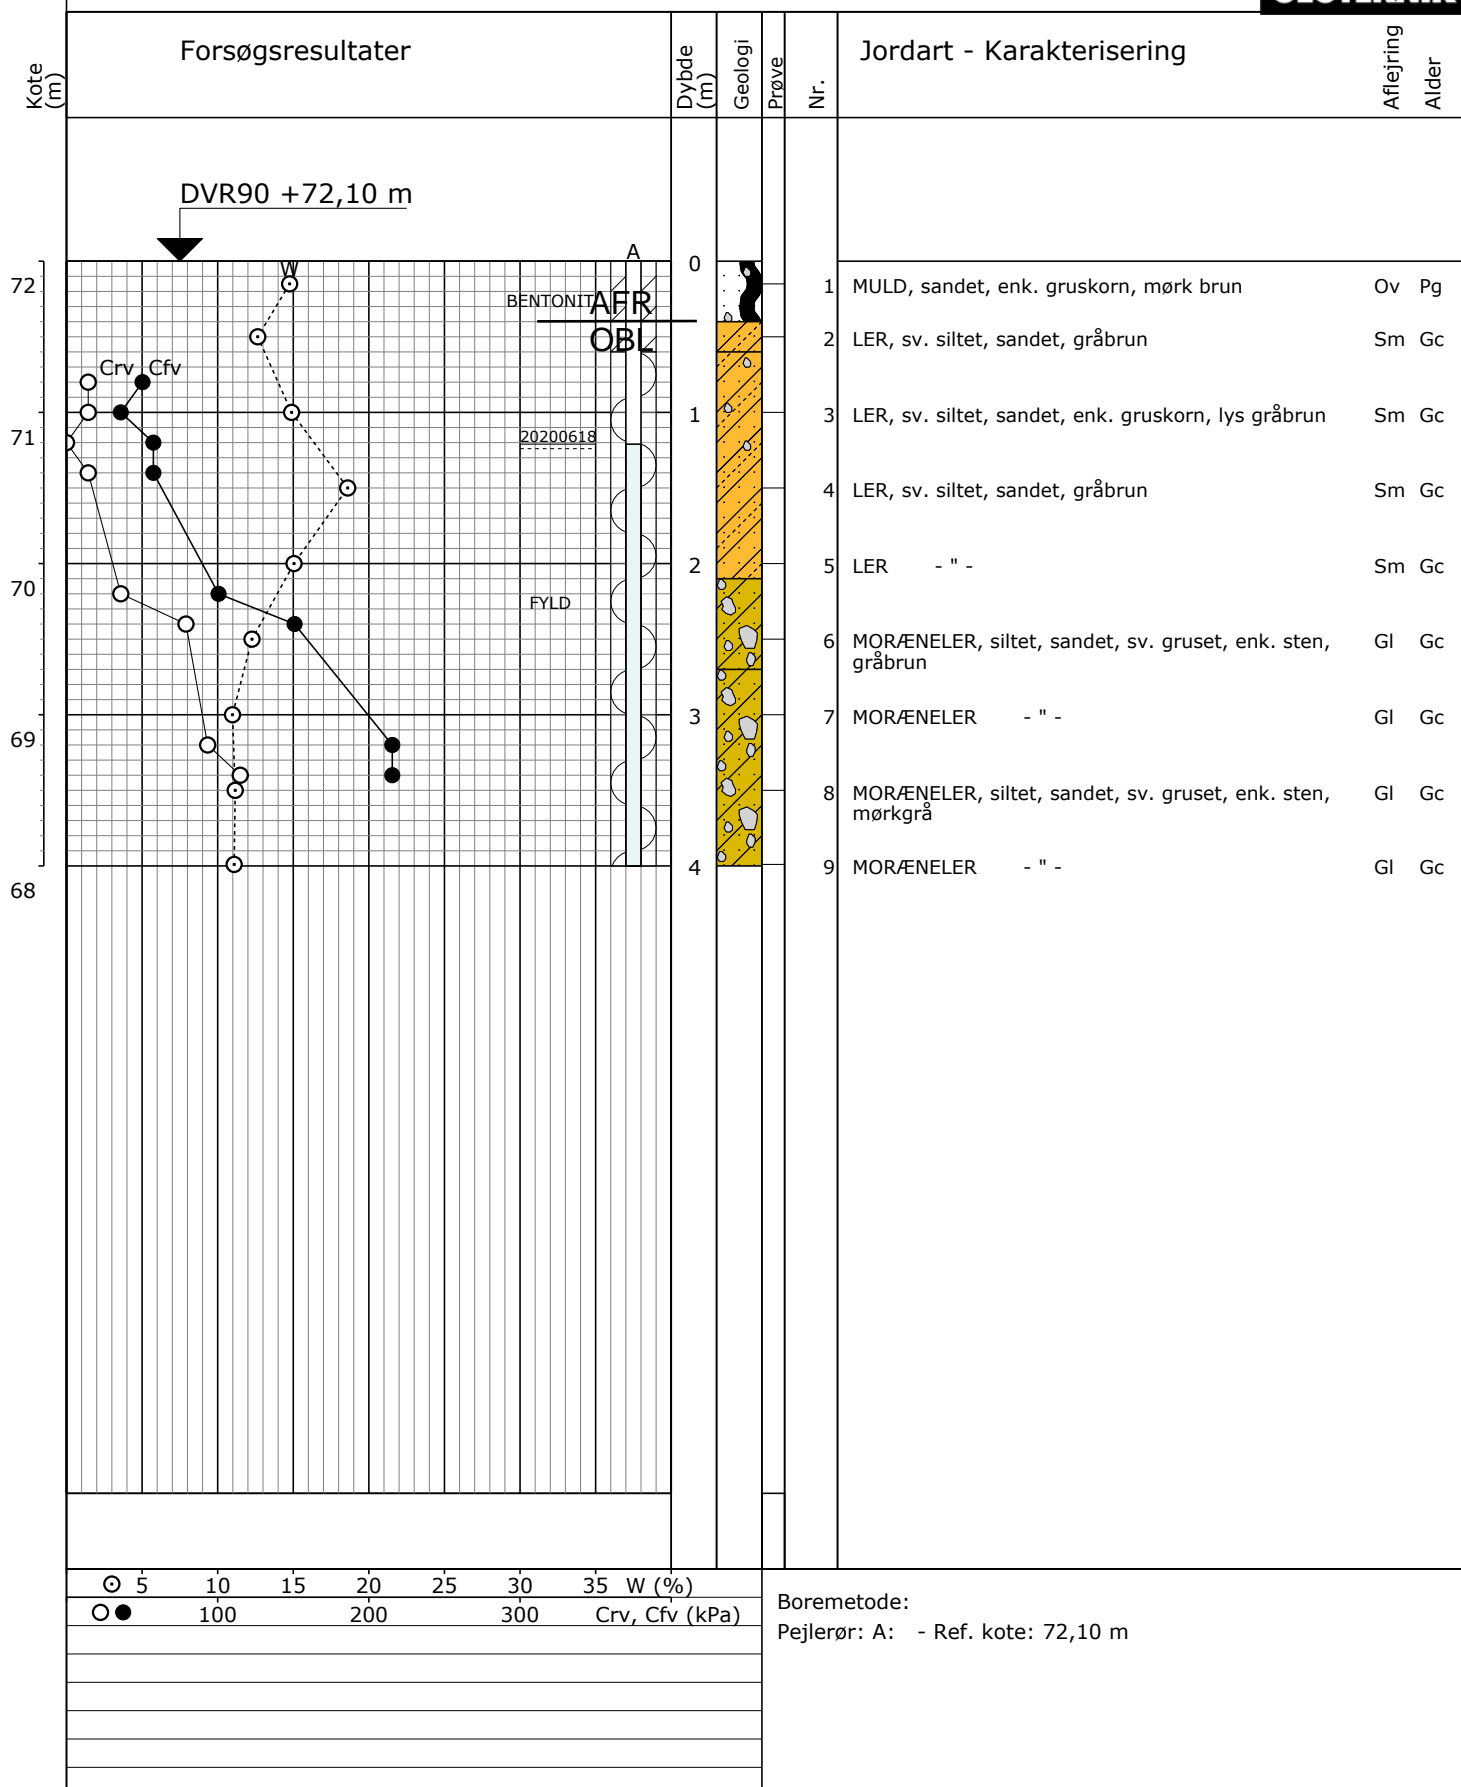 Forsøgsresultater
Kote
(m)
Dybde
(m)
Geologi
Prøve
Nr.
Jordart - Karakterisering
Aflejring
Alder
DVR90 +72,10 m
A
W
0
72
BENTONIT
AFR
OBL
1 MULD, sandet, enk. gruskorn, mørk brun Ov Pg
2 LER, sv. siltet, sandet, gråbrun Sm Gc
Crv Cfv
1
3 LER, sv. siltet, sandet, enk. gruskorn, lys gråbrun Sm Gc
71
20200618
4 LER, sv. siltet, sandet, gråbrun Sm Gc
2
5 LER - " - Sm Gc
70
FYLD
6 MORÆNELER, siltet, sandet, sv. gruset, enk. sten, Gl Gc
gråbrun
3
7 MORÆNELER - " - Gl Gc
69
8 MORÆNELER, siltet, sandet, sv. gruset, enk. sten, Gl Gc
mørkgrå
4
9 MORÆNELER - " - Gl Gc
68
5 10 15 20 25 30 35 W (%)
100 200 300 Crv, Cfv (kPa)
Boremetode:
Pejlerør: A: - Ref. kote: 72,10 m